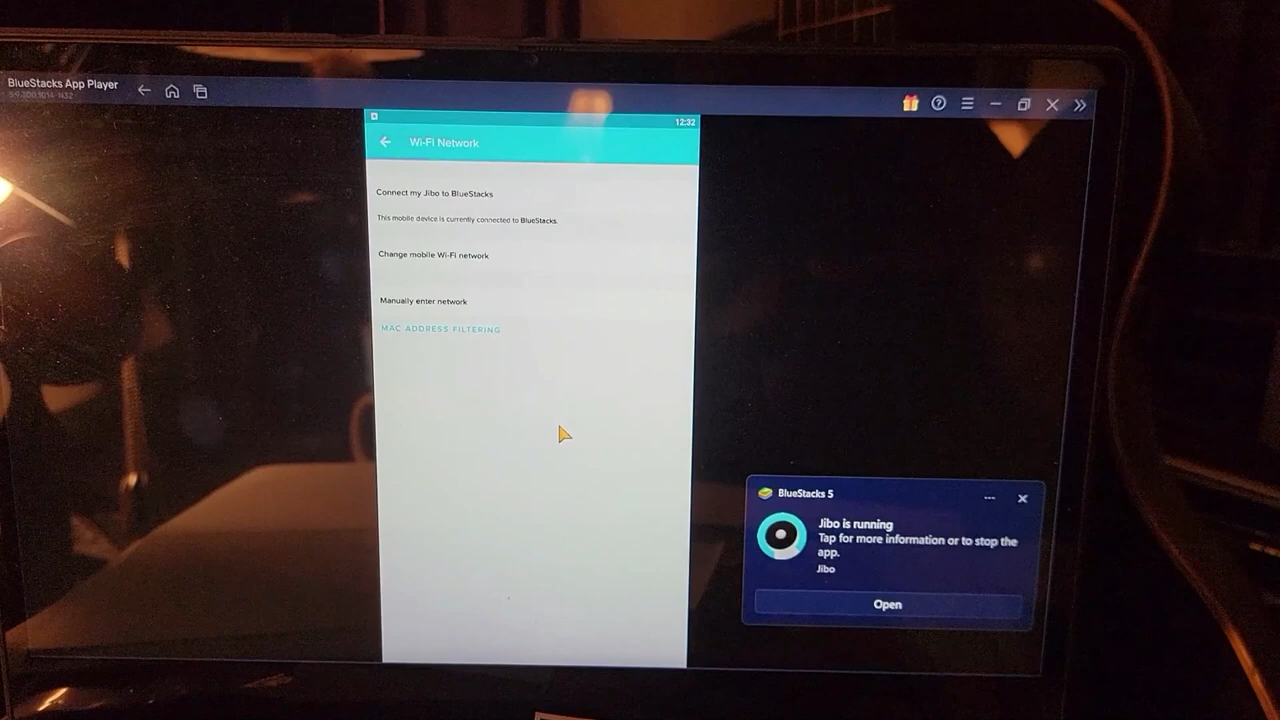 BlueStacks App Player
12:32
Wi-Fi Network
Connect my Jibo to BlueStacks
This mobile device is currently connected to BlueStacks.
Change mobile Wi-Fi network
Manually enter network
MAC ADDRESS FILTERING
BlueStacks 5
Jibo is running
Tap for more information or to stop the
app.
Jibo
Open